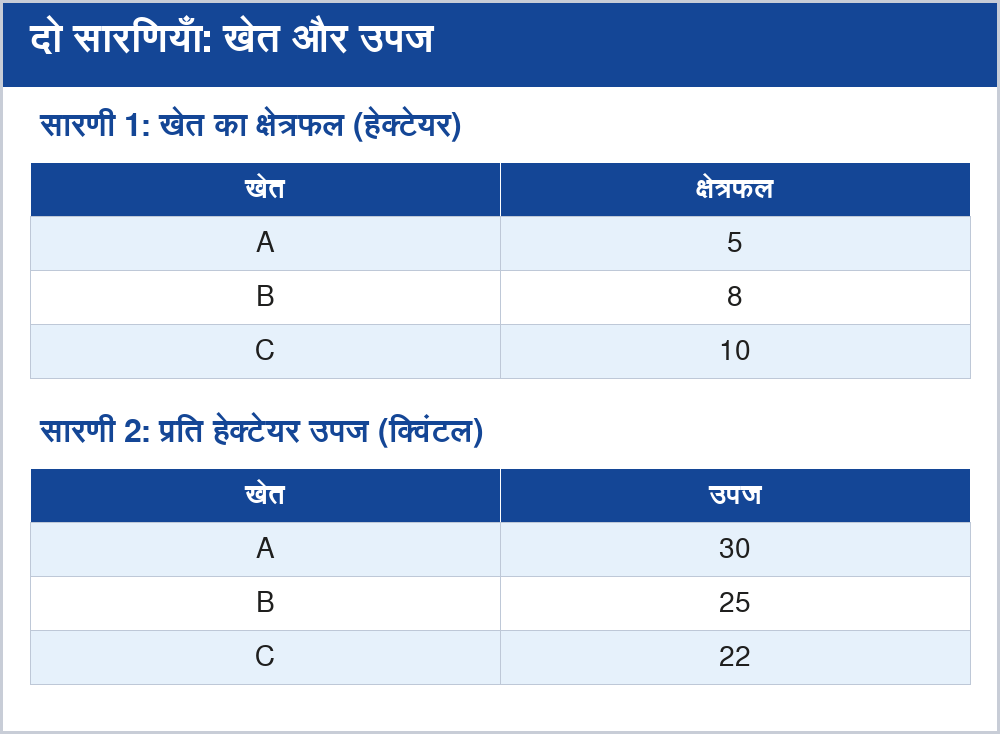 दो सारणियाँ: खेत और उपज
सारणी 1: खेत का क्षेत्रफल (हेक्टेयर)
खेत क्षेत्रफल
A 5
B 8
C 10
सारणी 2: प्रति हेक्टेयर उपज (क्विंटल)
खेत उपज
A 30
B 25
C 22